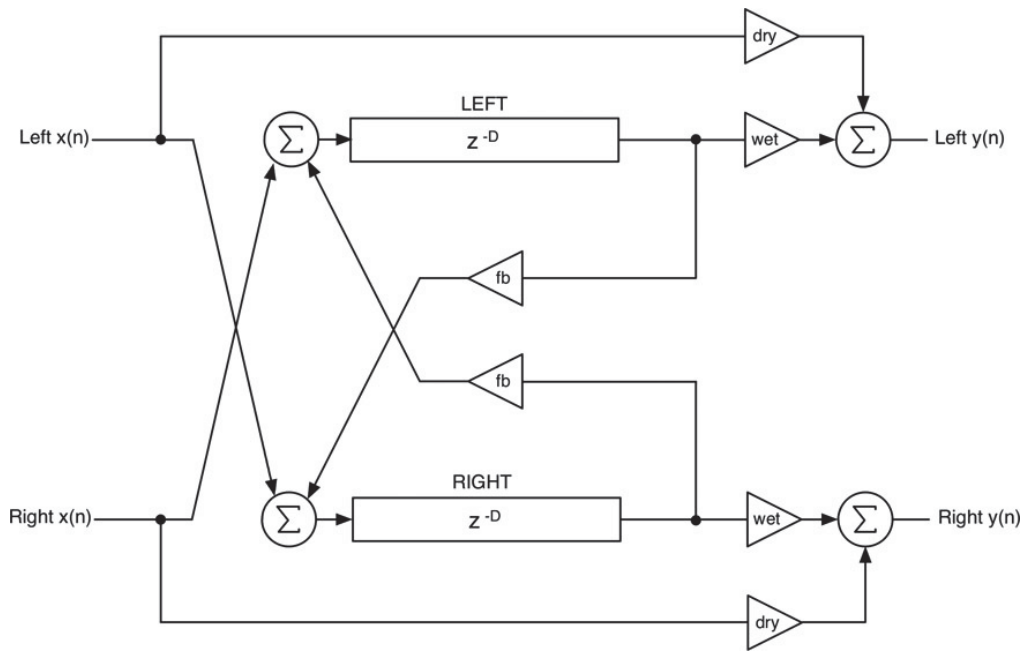 dry
LEFT
Left x(n)
Σ
z -D
wet
Σ
Left y(n)
fb
fb
RIGHT
Right x(n)
Σ
z -D
wet
Σ
Right y(n)
dry